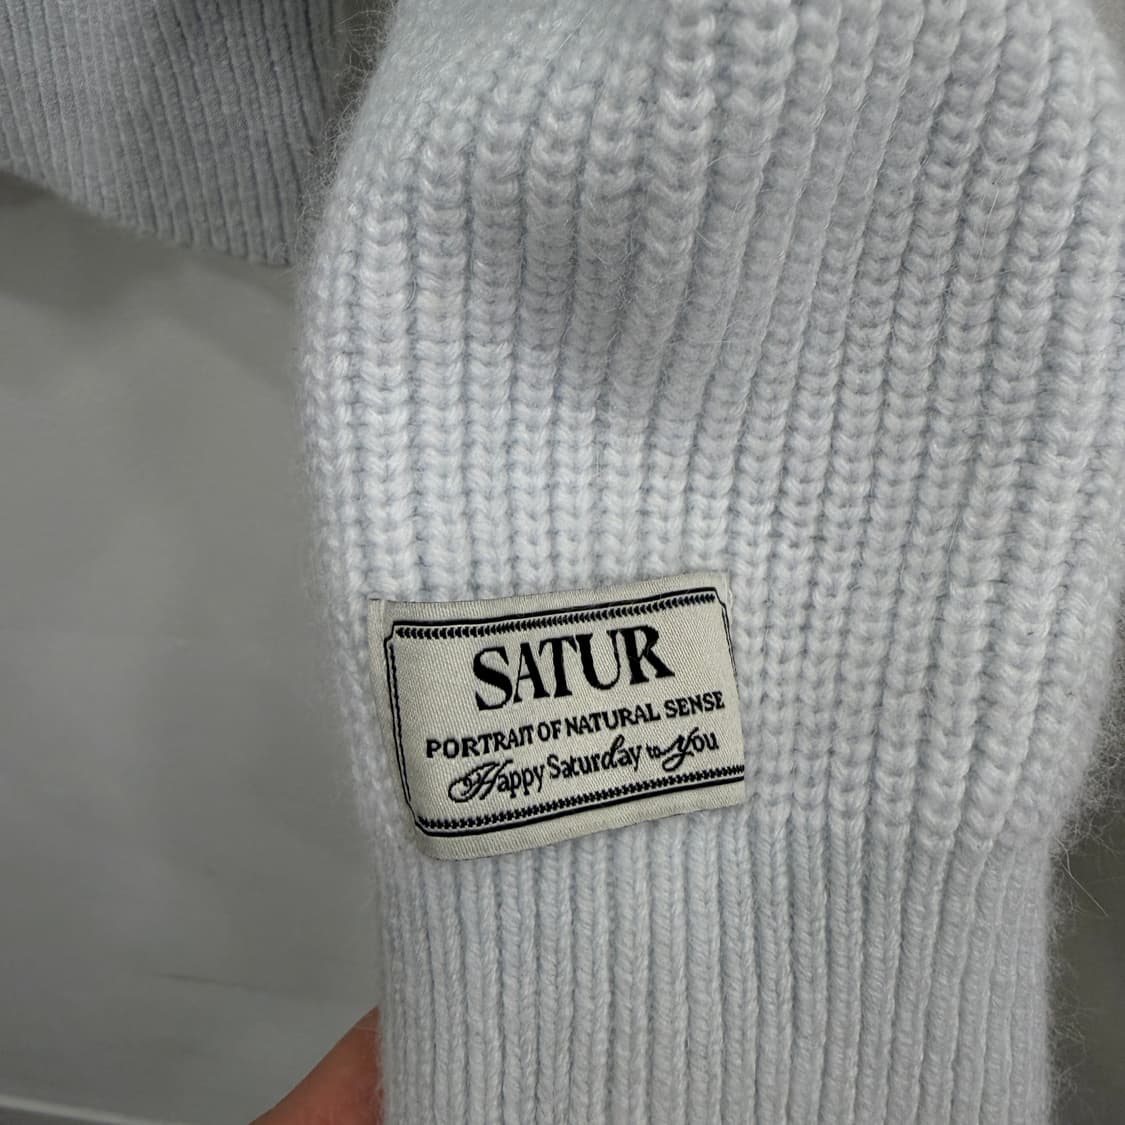 SATUR
PORTRAIT OF NATURAL SENSE
Happy Saturday to you